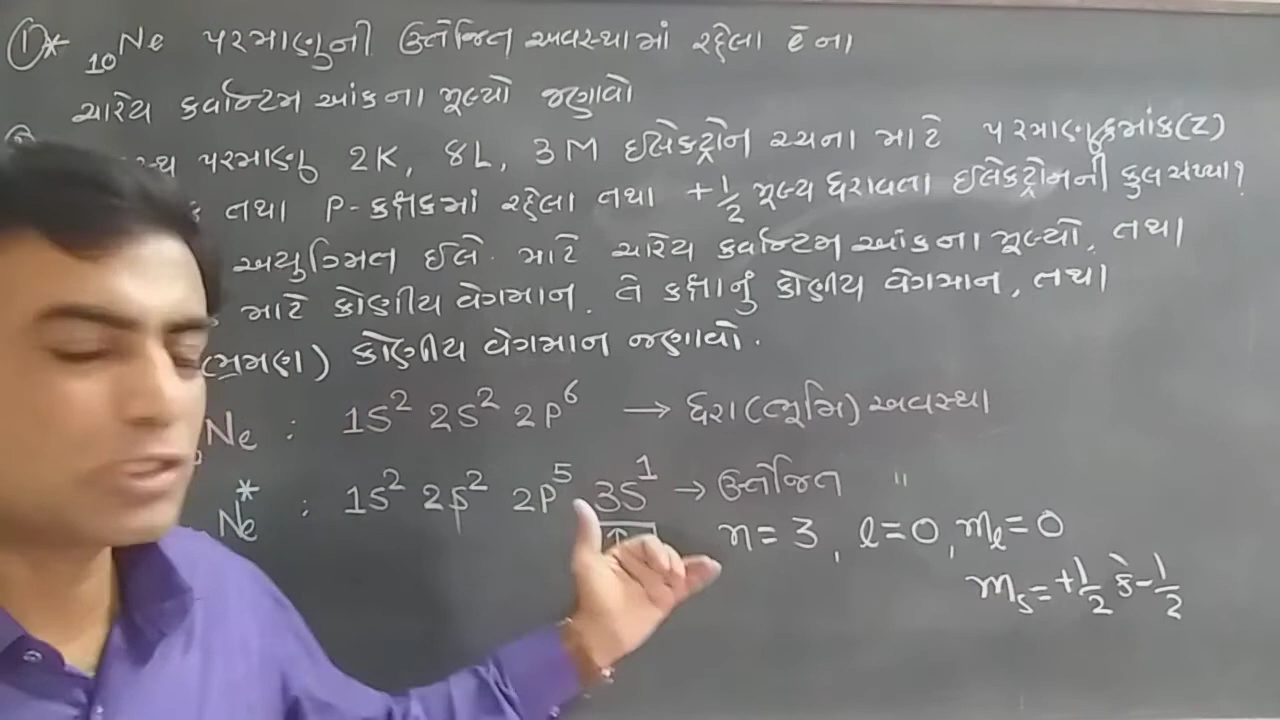 ① * ₁₀Ne પરમાણુની ઉત્તેજિત અવસ્થામાં રહેલા ē ના
ચારેય ક્વોન્ટમ આંકના મૂલ્યો જણાવો
પરમાણુ 2K, 8L, 3M ઇલેક્ટ્રોન રચના માટે પરમાણુક્રમાંક(Z)
તથા p-કક્ષકમાં રહેલા તથા +1/2 મૂલ્ય ધરાવતા ઇલેક્ટ્રોનની કુલ સંખ્યા?
અયુગ્મિત ઇલે. માટે ચારેય ક્વોન્ટમ આંકના મૂલ્યો, તથા
માટે કોણીય વેગમાન. તે કક્ષાનું કોણીય વેગમાન, તથા
(ભ્રમણ) કોણીય વેગમાન જણાવો.
Ne : 1s² 2s² 2p⁶ → ધરા(ભૂમિ) અવસ્થા
Ne* : 1s² 2s² 2p⁵ 3s¹ → ઉત્તેજિત "
↑ n = 3, l = 0, mₗ = 0
mₛ = +1/2 કે -1/2